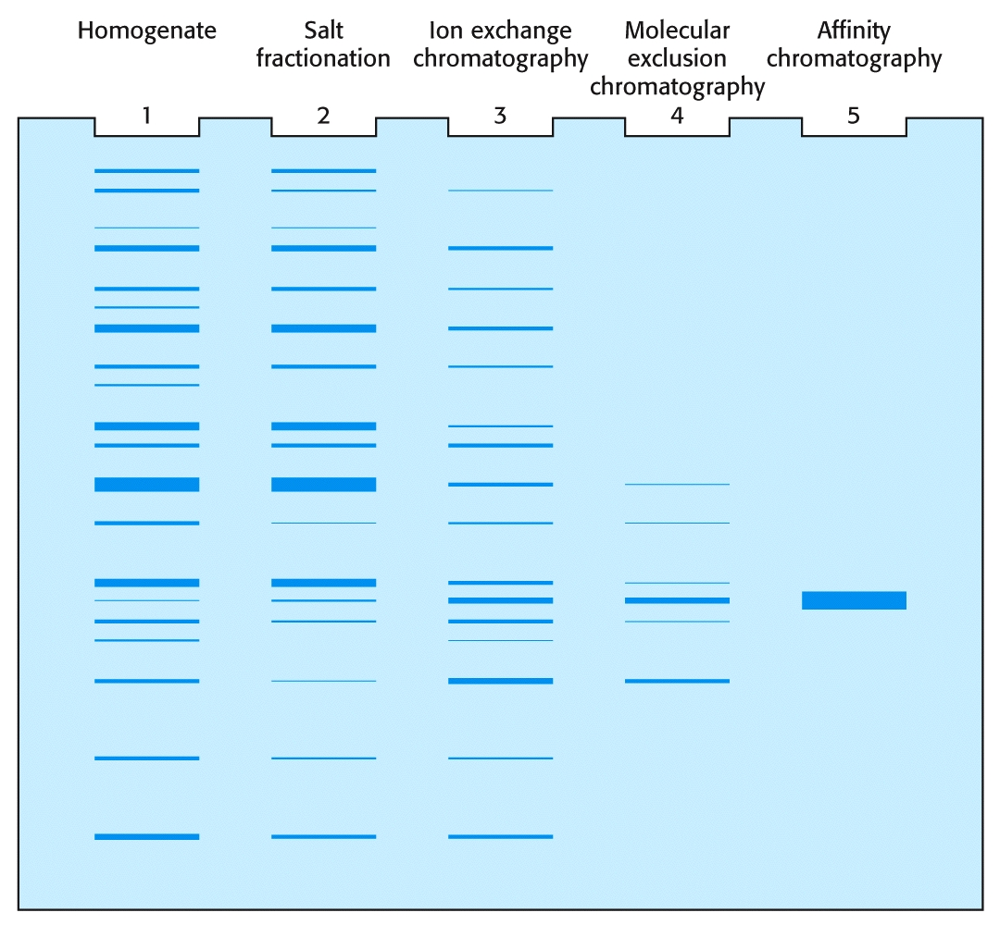 Homogenate
Salt
fractionation
Ion exchange
chromatography
Molecular
exclusion
chromatography
Affinity
chromatography
1
2
3
4
5